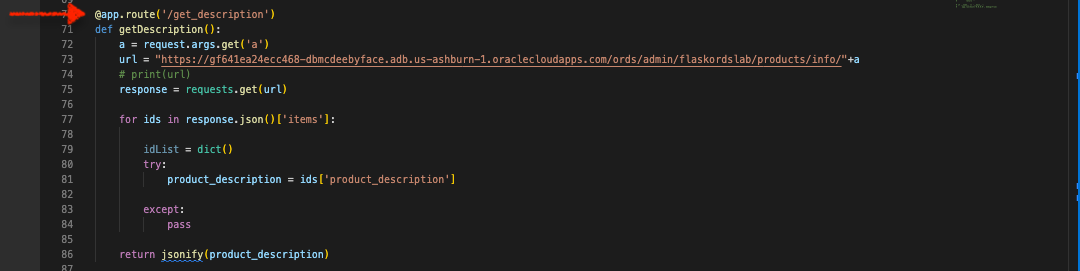 @app.route('/get_description')
71 def getDescription():
72 a = request.args.get('a')
73 url = "https://gf641ea24ecc468-dbmcdeebyface.adb.us-ashburn-1.oraclecloudapps.com/ords/admin/flaskordslab/products/info/"+a
74 # print(url)
75 response = requests.get(url)
76
77 for ids in response.json()['items']:
78
79 idList = dict()
80 try:
81 product_description = ids['product_description']
82
83 except:
84 pass
85
86 return jsonify(product_description)
87